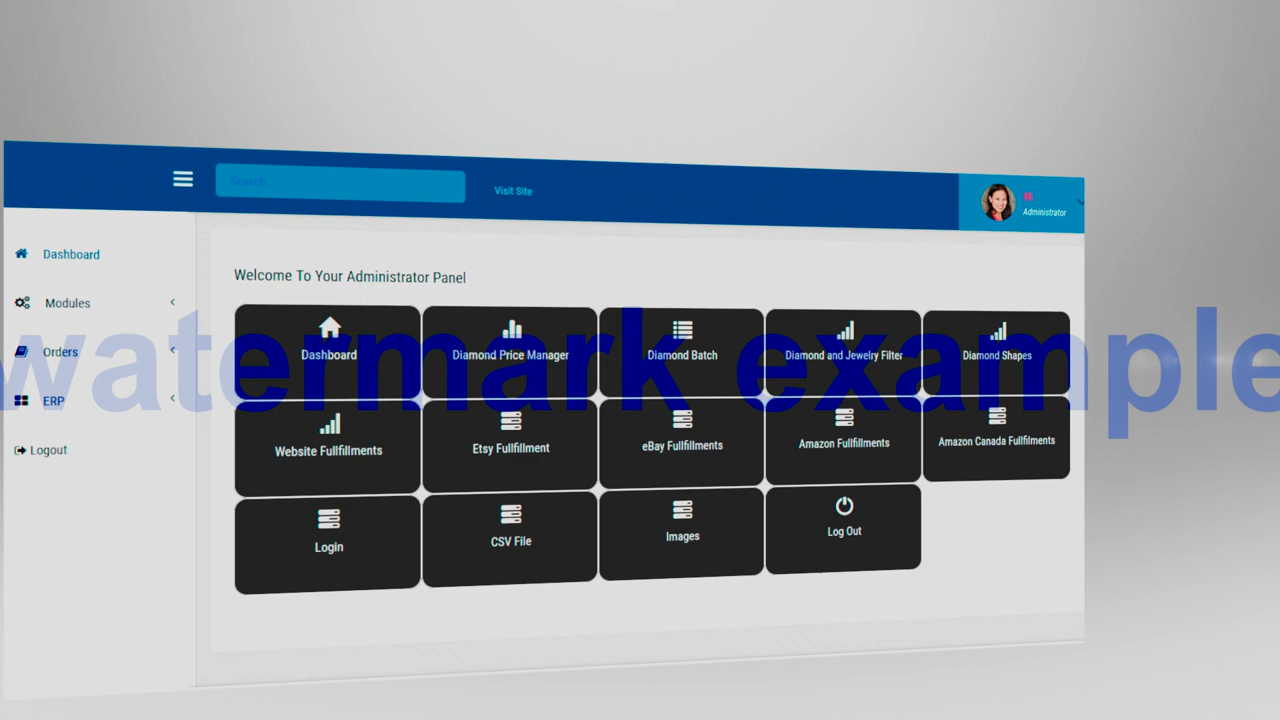 Search...
Visit Site
Administrator
Dashboard
Modules
Orders
ERP
Logout
Welcome To Your Administrator Panel
Dashboard
Diamond Price Manager
Diamond Batch
Diamond and Jewelry Filter
Diamond Shapes
watermark example
Website Fullfillments
Etsy Fullfillment
eBay Fullfillments
Amazon Fullfillments
Amazon Canada Fullfilments
Login
CSV File
Images
Log Out